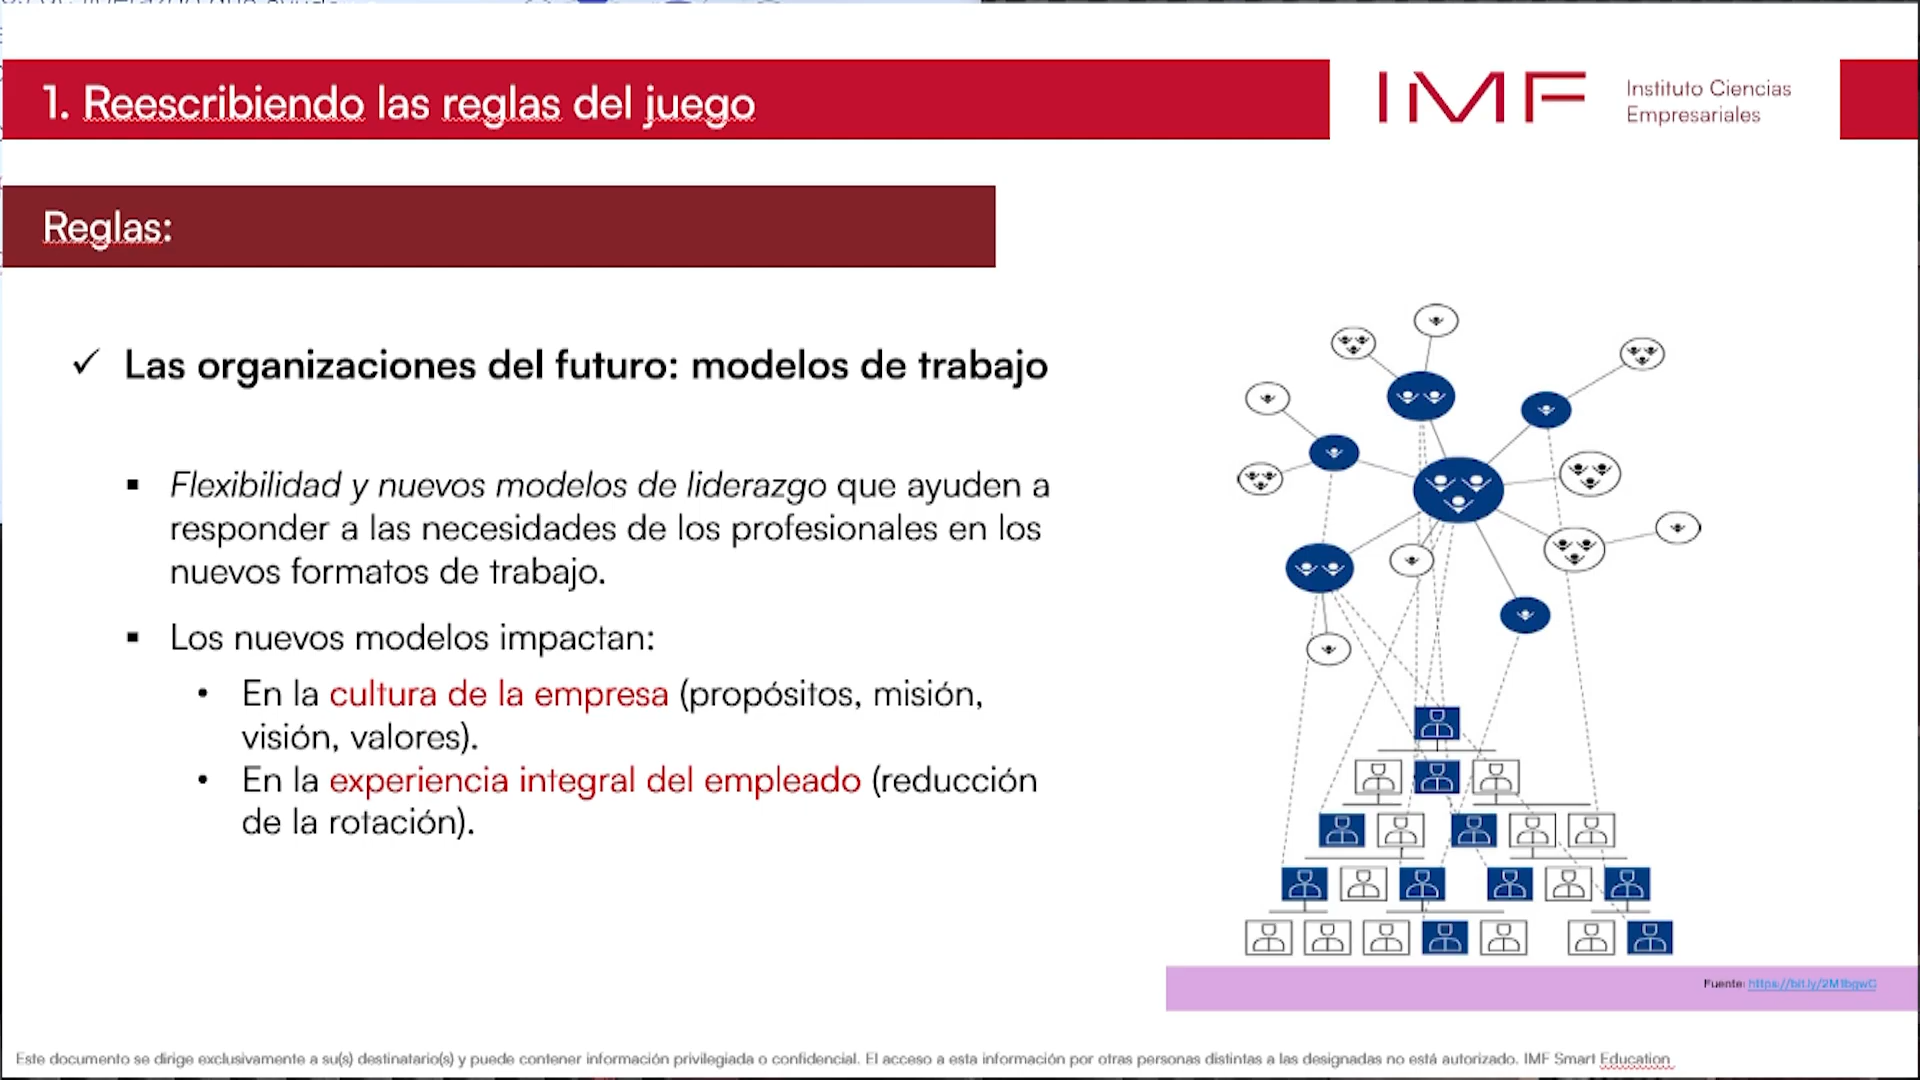 1. Reescribiendo las reglas del juego
IMF
Instituto Ciencias
Empresariales
Reglas:
✓ Las organizaciones del futuro: modelos de trabajo
▪ Flexibilidad y nuevos modelos de liderazgo que ayuden a
responder a las necesidades de los profesionales en los
nuevos formatos de trabajo.
▪ Los nuevos modelos impactan:
• En la cultura de la empresa (propósitos, misión,
visión, valores).
• En la experiencia integral del empleado (reducción
de la rotación).
Fuente: https://bit.ly/2M1bgwC
Este documento se dirige exclusivamente a su(s) destinatario(s) y puede contener información privilegiada o confidencial. El acceso a esta información por otras personas distintas a las designadas no está autorizado. IMF Smart Education